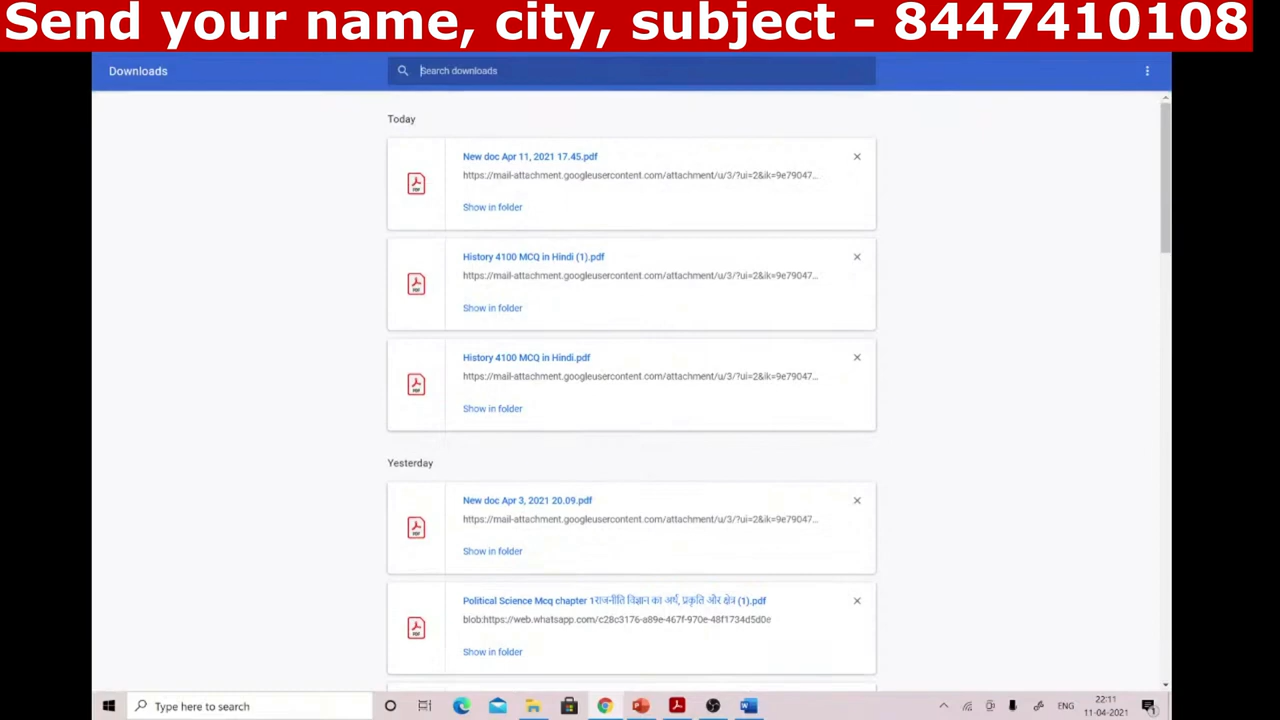 Send your name, city, subject - 8447410108
Downloads
Search downloads
Today
New doc Apr 11, 2021 17.45.pdf
https://mail-attachment.googleusercontent.com/attachment/u/3/?ui=2&ik=9e79047...
Show in folder
History 4100 MCQ in Hindi (1).pdf
https://mail-attachment.googleusercontent.com/attachment/u/3/?ui=2&ik=9e79047...
Show in folder
History 4100 MCQ in Hindi.pdf
https://mail-attachment.googleusercontent.com/attachment/u/3/?ui=2&ik=9e79047...
Show in folder
Yesterday
New doc Apr 3, 2021 20.09.pdf
https://mail-attachment.googleusercontent.com/attachment/u/3/?ui=2&ik=9e79047...
Show in folder
Political Science Mcq chapter 1राजनीति विज्ञान का अर्थ, प्रकृति और क्षेत्र (1).pdf
blob:https://web.whatsapp.com/c28c3176-a89e-467f-970e-48f1734d5d0e
Show in folder
Type here to search
ENG
22:11
11-04-2021